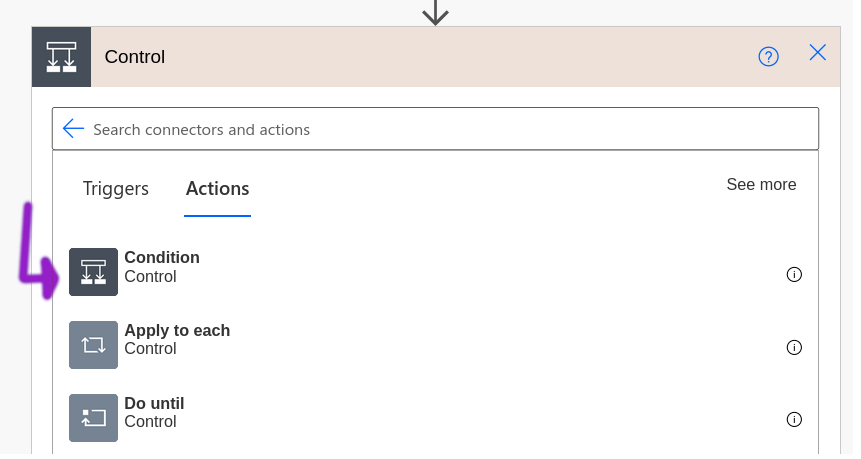 Control
Search connectors and actions
Triggers Actions See more
Condition
Control
Apply to each
Control
Do until
Control